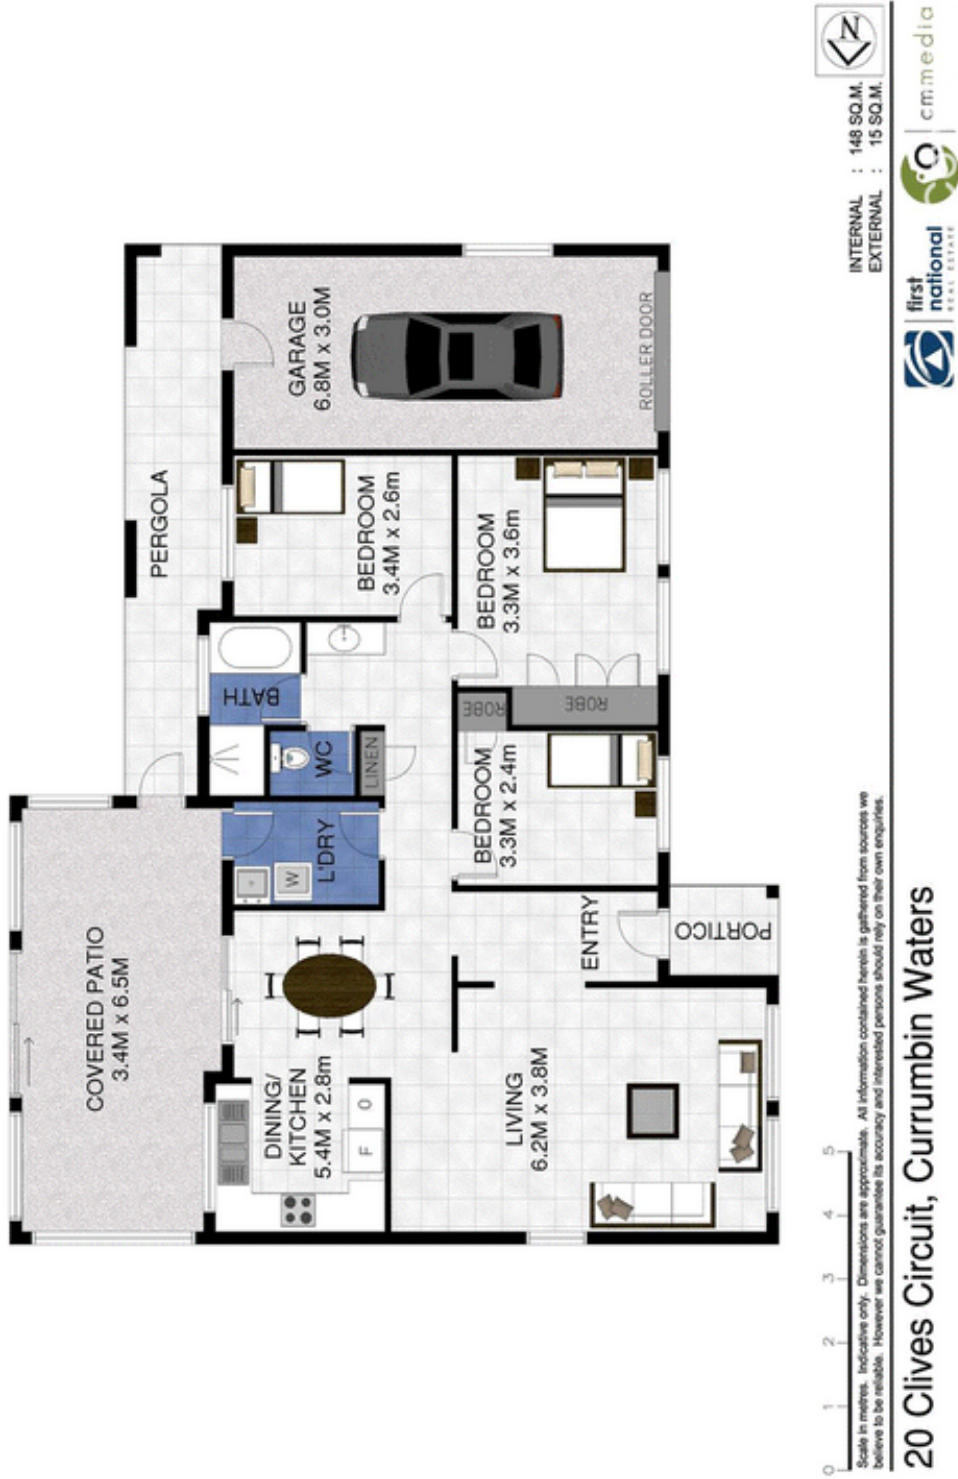 COVERED PATIO
3.4M x 6.5M
PERGOLA
DINING/
KITCHEN
5.4M x 2.8m
F
O
L'DRY
W
WC
BATH
LINEN
BEDROOM
3.4M x 2.6m
GARAGE
6.8M x 3.0M
ROLLER DOOR
LIVING
6.2M x 3.8M
ENTRY
PORTICO
BEDROOM
3.3M x 2.4m
ROBE
ROBE
BEDROOM
3.3M x 3.6m
0 1 2 3 4 5
Scale in metres. Indicative only. Dimensions are approximate. All information contained herein is gathered from sources we
believe to be reliable. However we cannot guarantee its accuracy and interested persons should rely on their own enquiries.
INTERNAL : 148 SQ.M.
EXTERNAL : 15 SQ.M.
N
20 Clives Circuit, Currumbin Waters
first
national
REAL ESTATE
cmmedia